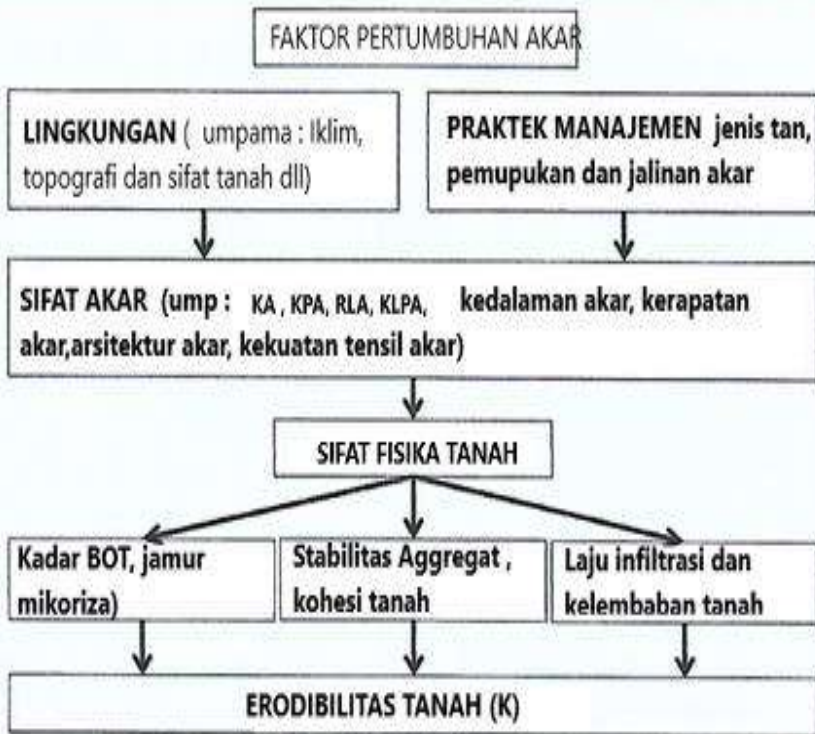 FAKTOR PERTUMBUHAN AKAR
LINGKUNGAN ( umpama : Iklim,
topografi dan sifat tanah dll)
PRAKTEK MANAJEMEN jenis tan,
pemupukan dan jalinan akar
SIFAT AKAR (ump : KA , KPA, RLA, KLPA, kedalaman akar, kerapatan
akar,arsitektur akar, kekuatan tensil akar)
SIFAT FISIKA TANAH
Kadar BOT, jamur
mikoriza)
Stabilitas Aggregat ,
kohesi tanah
Laju infiltrasi dan
kelembaban tanah
ERODIBILITAS TANAH (K)